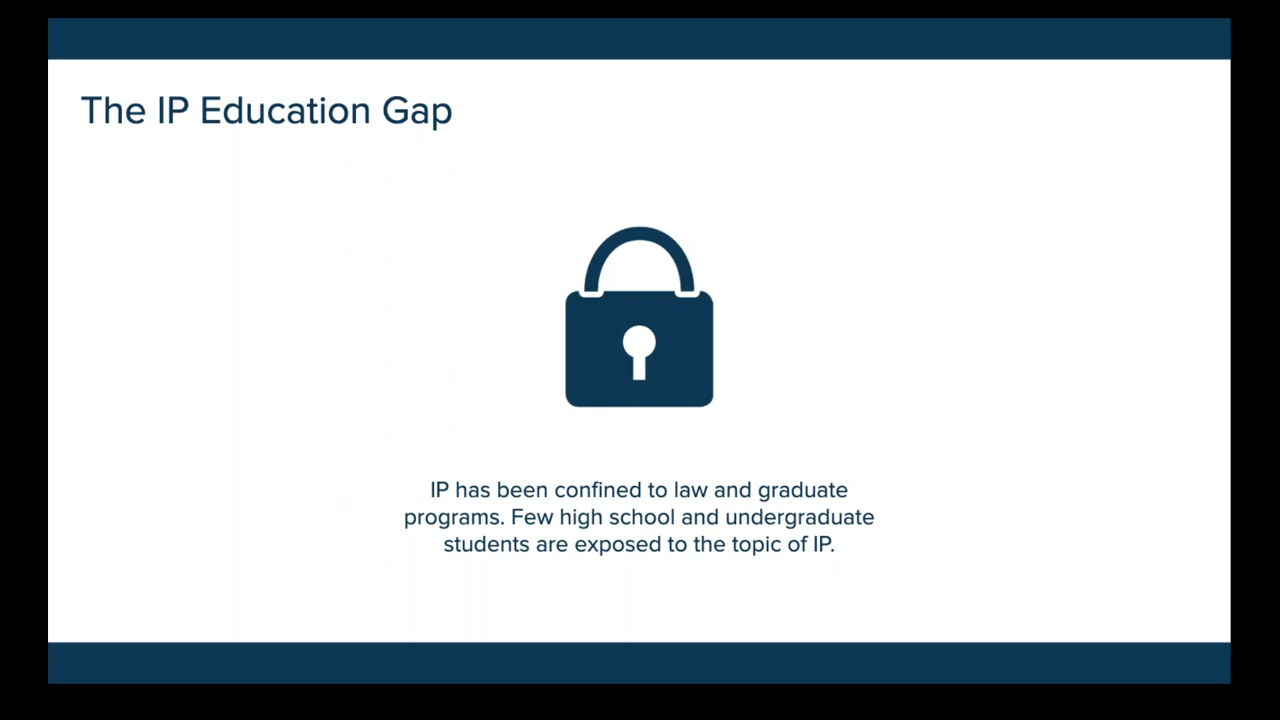 The IP Education Gap
IP has been confined to law and graduate
programs. Few high school and undergraduate
students are exposed to the topic of IP.